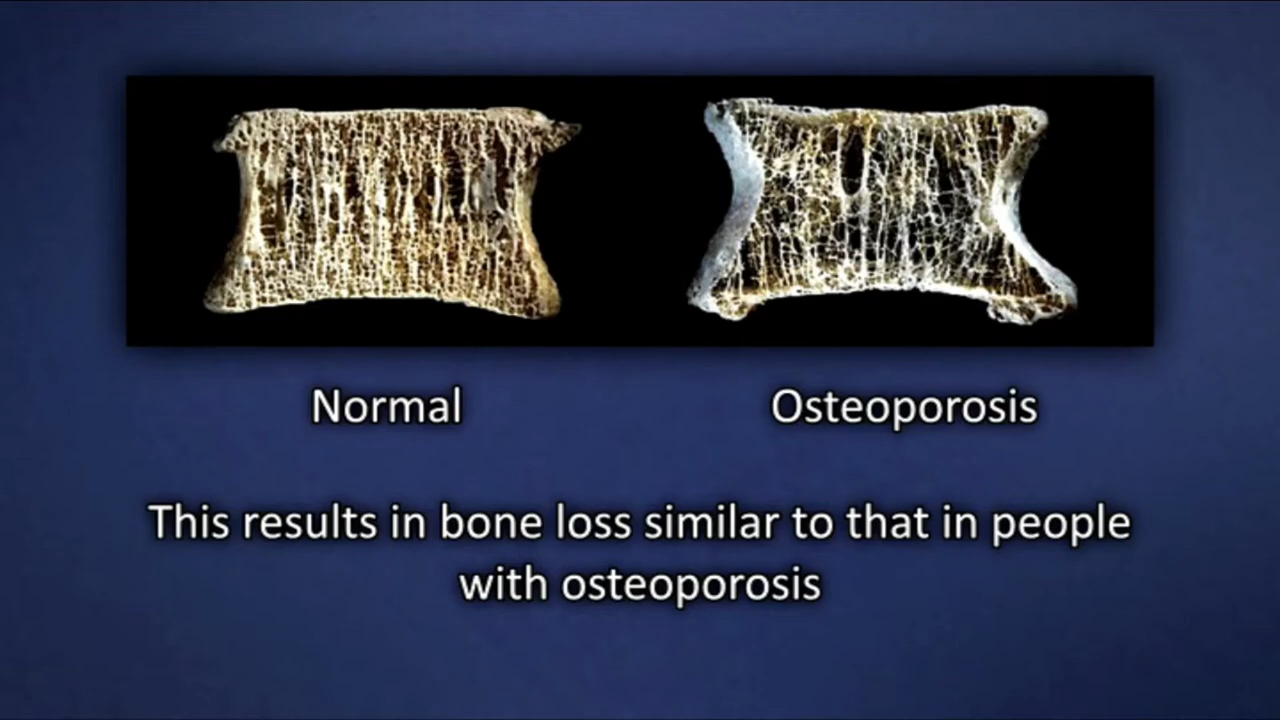 Normal
Osteoporosis
This results in bone loss similar to that in people
with osteoporosis